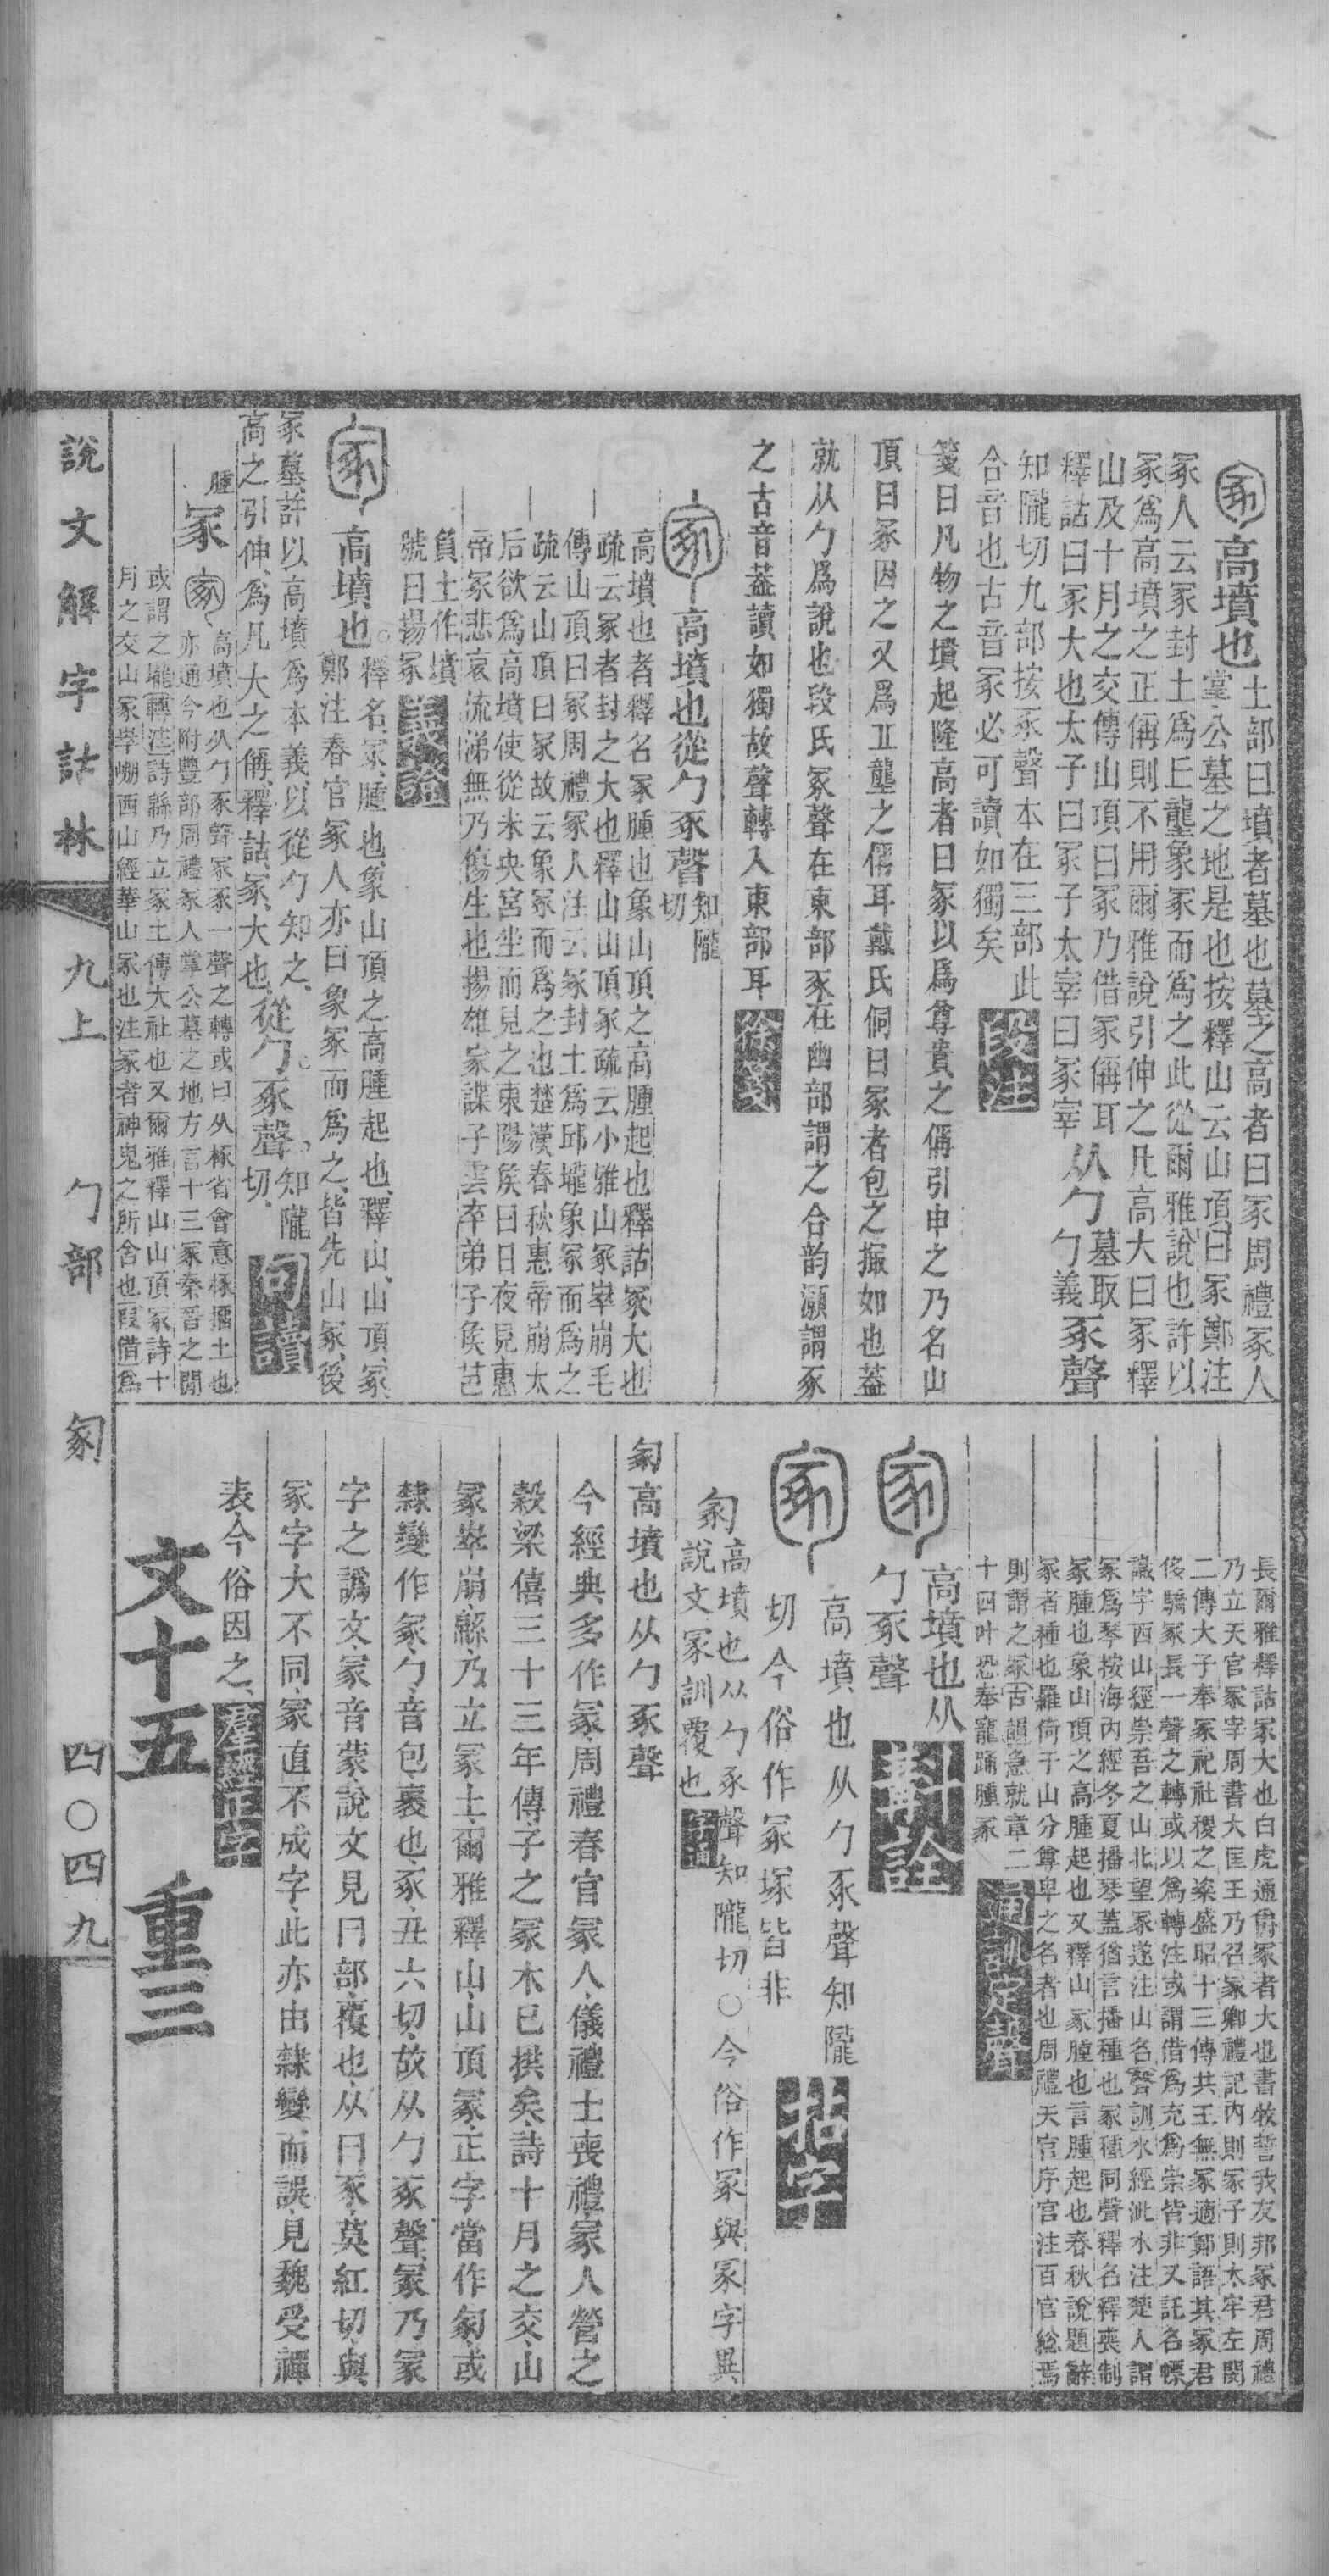 高墳也土部曰墳者墓也墓之高者曰冢周禮冢人
掌公墓之地是也按釋山云山頂曰冢鄭注
冢人云冢封土爲丘壟象冢而爲之此從爾雅說也許以
冢爲高墳之正偁則不用爾雅說引伸之凡高大曰冢釋
山及十月之交傳山頂曰冢乃借冢偁耳
釋詁曰冢大也太子曰冢子太宰曰冢宰
从勹墓取
勹義豖聲
知隴切九部按豖聲本在三部此
合音也古音冢必可讀如獨矣
段注
箋曰凡物之墳起隆高者曰冢以爲尊貴之偁引申之乃名山
頂曰冢因之又爲丘壟之偁耳戴氏侗曰冢者包之掫如也蓋
就从勹爲說也段氏冢聲在東部豖在幽部謂之合韵灝謂豖
之古音蓋讀如獨故聲轉入東部耳
徐箋
高墳也從勹豖聲知隴
切
高墳也者釋名冢腫也象山頂之高腫起也釋詁冢大也
疏云冢者封之大也釋山山頂冢疏云小雅山冢崒崩毛
傳山頂曰冢周禮冢人注云冢封土爲邱壠象冢而爲之
疏云山頂曰冢故云象冢而爲之也楚漢春秋惠帝崩太
后欲爲高墳使從未央宮坐而見之東陽侯曰日夜見惠
帝冢悲哀流涕無乃傷生也揚雄家諜子雲卒弟子侯芭
負土作墳
號曰揚冢
義證
高墳也釋名冢腫也象山頂之高腫起也釋山山頂冢
鄭注春官冢人亦曰象冢而爲之皆先山冢後
冢墓許以高墳爲本義以從勹知之
高之引伸爲凡大之偁釋詁冢大也
從勹豖聲知隴
切
句讀
腫
冢
高墳也从勹豖聲冢豖一聲之轉或曰从椓省會意椓擂土也
亦通今附豐部周禮冢人掌公墓之地方言十三冢秦晉之閒
或謂之壠轉注詩緜乃立冢土傳大社也又爾雅釋山山頂冢詩十
月之交山冢崒崩西山經華山冢也注冢者神鬼之所舍也叚借爲
長爾雅釋詁冢大也白虎通爵冢者大也書牧誓我友邦冢君周禮
乃立天官冢宰周書大匡王乃召冢卿禮記內則冢子則太牢左閔
二傳大子奉冢祀社稷之粢盛昭十三傳共王無冢適鄭語其冢君
侈驕冢長一聲之轉或以爲轉注或謂借爲充爲崇皆非又託名幖
識字西山經崇吾之山北望冢遂注山名聲訓水經沘水注楚人謂
冢爲琴按海內經冬夏播琴蓋猶言播種也冢種同聲釋名釋喪制
冢腫也象山頂之高腫起也又釋山冢腫也言腫起也春秋說題辭
冢者種也羅倚于山分尊卑之名者也周禮天官序官注百官總焉
則謂之冢古韻急就章二
十四叶恐奉寵踊腫冢
通訓定聲
高墳也从
勹豖聲
斠詮
高墳也从勹豖聲知隴
切今俗作冢塚皆非
拈字
冢高墳也从勹豖聲知隴切○今俗作冢與冡字異
說文冡訓覆也
字通
冢高墳也从勹豖聲
今經典多作冢周禮春官冢人儀禮士喪禮冢人營之
穀梁僖三十三年傳子之冢木已拱矣詩十月之交山
冢崒崩緜乃立冢土爾雅釋山山頂冢正字當作冢或
隸變作冢勹音包裹也豖丑六切故从勹豖聲冡乃冢
字之譌文冡音蒙說文見冃部覆也从冃豕莫紅切與
冢字大不同冢直不成字此亦由隸變而誤見魏受禪
表今俗因之
羣經正字
文十五 重三
說文解字詁林 九上 勹部 冢 四〇四九